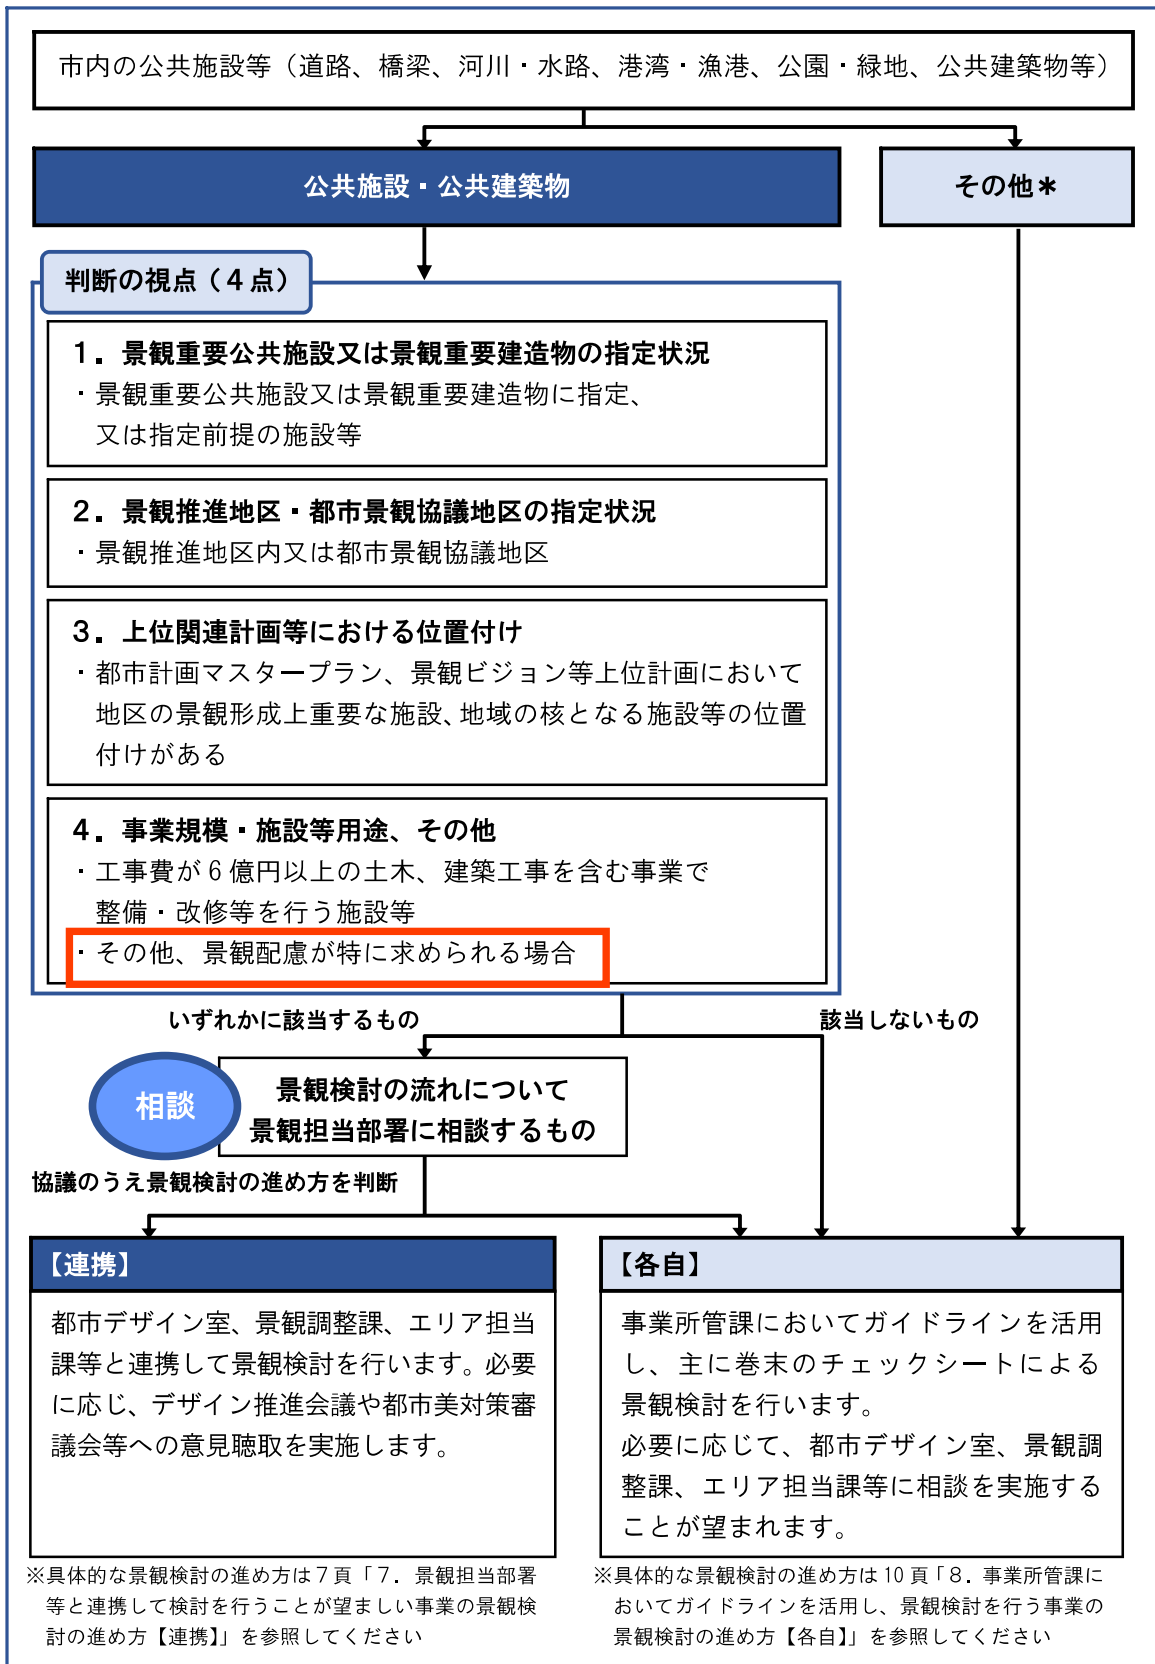 市内の公共施設等（道路、橋梁、河川・水路、港湾・漁港、公園・緑地、公共建築物等）
公共施設・公共建築物
その他＊
判断の視点（４点）
１．景観重要公共施設又は景観重要建造物の指定状況
・景観重要公共施設又は景観重要建造物に指定、
又は指定前提の施設等
２．景観推進地区・都市景観協議地区の指定状況
・景観推進地区内又は都市景観協議地区
３．上位関連計画等における位置付け
・都市計画マスタープラン、景観ビジョン等上位計画において
地区の景観形成上重要な施設、地域の核となる施設等の位置
付けがある
４．事業規模・施設等用途、その他
・工事費が６億円以上の土木、建築工事を含む事業で
整備・改修等を行う施設等
・その他、景観配慮が特に求められる場合
いずれかに該当するもの
該当しないもの
相談
景観検討の流れについて
景観担当部署に相談するもの
協議のうえ景観検討の進め方を判断
【連携】
都市デザイン室、景観調整課、エリア担当
課等と連携して景観検討を行います。必要
に応じ、デザイン推進会議や都市美対策審
議会等への意見聴取を実施します。
※具体的な景観検討の進め方は７頁「７．景観担当部署
等と連携して検討を行うことが望ましい事業の景観検
討の進め方【連携】」を参照してください
【各自】
事業所管課においてガイドラインを活用
し、主に巻末のチェックシートによる
景観検討を行います。
必要に応じて、都市デザイン室、景観調
整課、エリア担当課等に相談を実施する
ことが望まれます。
※具体的な景観検討の進め方は10頁「８．事業所管課に
おいてガイドラインを活用し、景観検討を行う事業の
景観検討の進め方【各自】」を参照してください